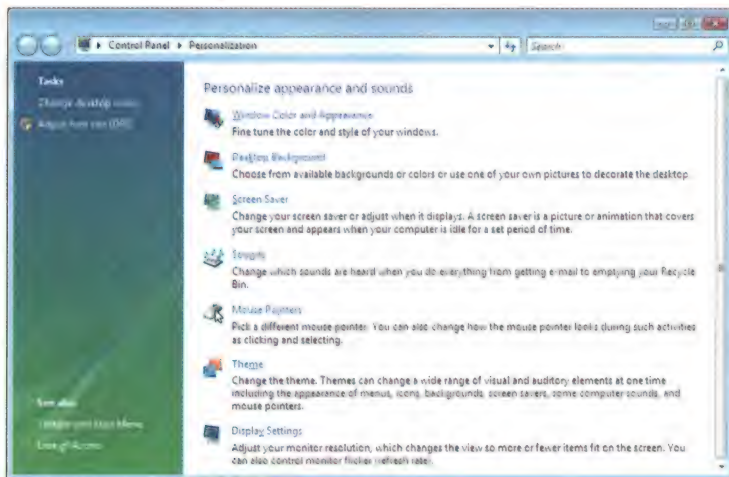 Control Panel ▸ Personalization
Search
Tasks
Change desktop icons
Adjust font size (DPI)
See also
Taskbar and Start Menu
Ease of Access
Personalize appearance and sounds
Window Color and Appearance
Fine tune the color and style of your windows.
Desktop Background
Choose from available backgrounds or colors or use one of your own pictures to decorate the desktop.
Screen Saver
Change your screen saver or adjust when it displays. A screen saver is a picture or animation that covers
your screen and appears when your computer is idle for a set period of time.
Sounds
Change which sounds are heard when you do everything from getting e-mail to emptying your Recycle
Bin.
Mouse Pointers
Pick a different mouse pointer. You can also change how the mouse pointer looks during such activities
as clicking and selecting.
Theme
Change the theme. Themes can change a wide range of visual and auditory elements at one time
including the appearance of menus, icons, backgrounds, screen savers, some computer sounds, and
mouse pointers.
Display Settings
Adjust your monitor resolution, which changes the view so more or fewer items fit on the screen. You
can also control monitor flicker (refresh rate).